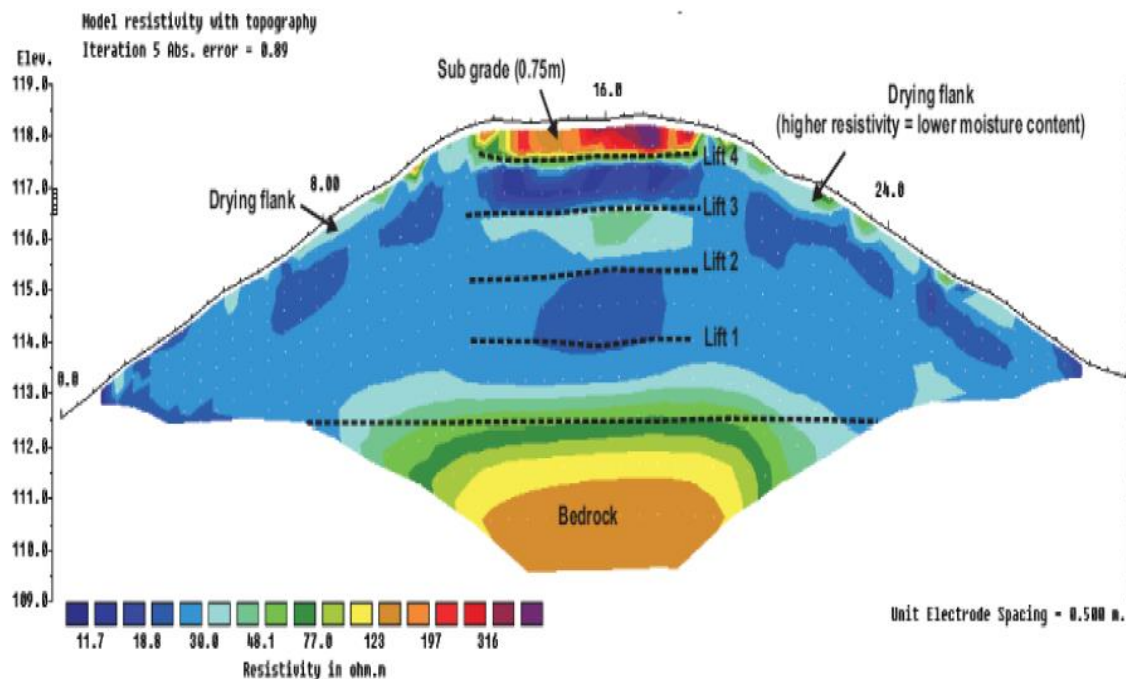 Model resistivity with topography
Iteration 5 Abs. error = 0.89
Elev.
119.0
118.0
117.0
116.0
115.0
114.0
113.0
112.0
111.0
110.0
109.0
Sub grade (0.75m)
16.0
Drying flank
(higher resistivity = lower moisture content)
Lift 4
8.00
Drying flank
24.0
Lift 3
Lift 2
Lift 1
0.0
Bedrock
11.7 18.8 30.0 48.1 77.0 123 197 316
Resistivity in ohm.m
Unit Electrode Spacing = 0.500 m.